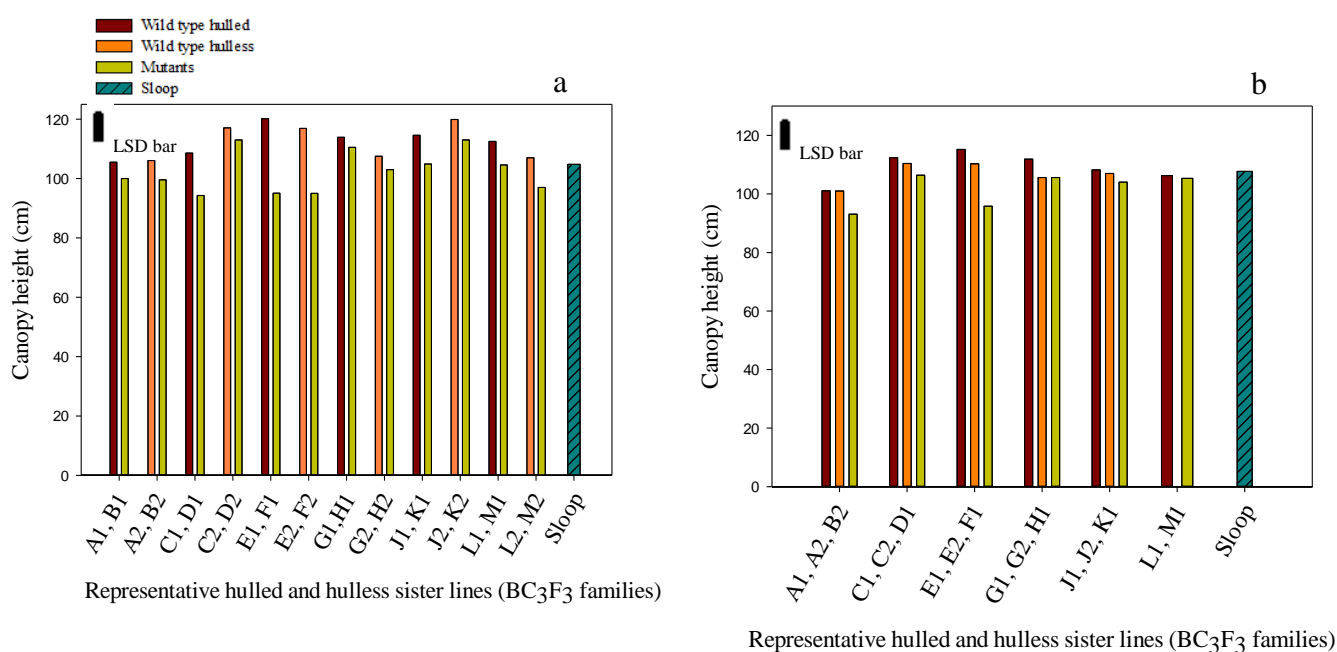 Wild type hulled
Wild type hulless
Mutants
Sloop
a
120
100
80
60
40
20
0
LSD bar
Canopy height (cm)
A1, B1
A2, B2
C1, D1
C2, D2
E1, F1
E2, F2
G1,H1
G2, H2
J1, K1
J2, K2
L1, M1
L2, M2
Sloop
Representative hulled and hulless sister lines (BC3F3 families)
b
120
100
80
60
40
20
0
LSD bar
Canopy height (cm)
A1, A2, B2
C1, C2, D1
E1, E2, F1
G1, G2, H1
J1, J2, K1
L1, M1
Sloop
Representative hulled and hulless sister lines (BC3F3 families)